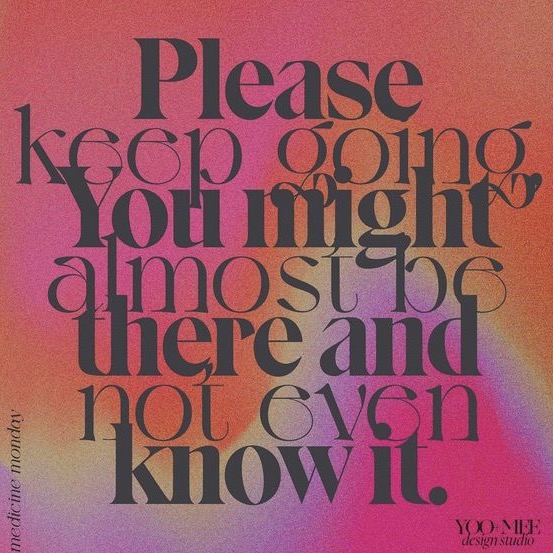 Please
keep going,
You might
almost be
there and
not even
know it.
medicine monday
YOO+MEE
design studio